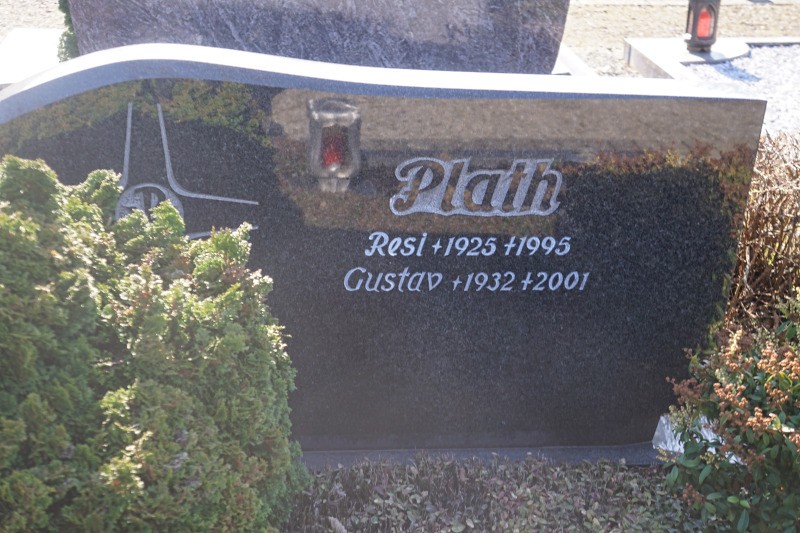 Plath
Resi +1925 +1995
Gustav +1932 †2001